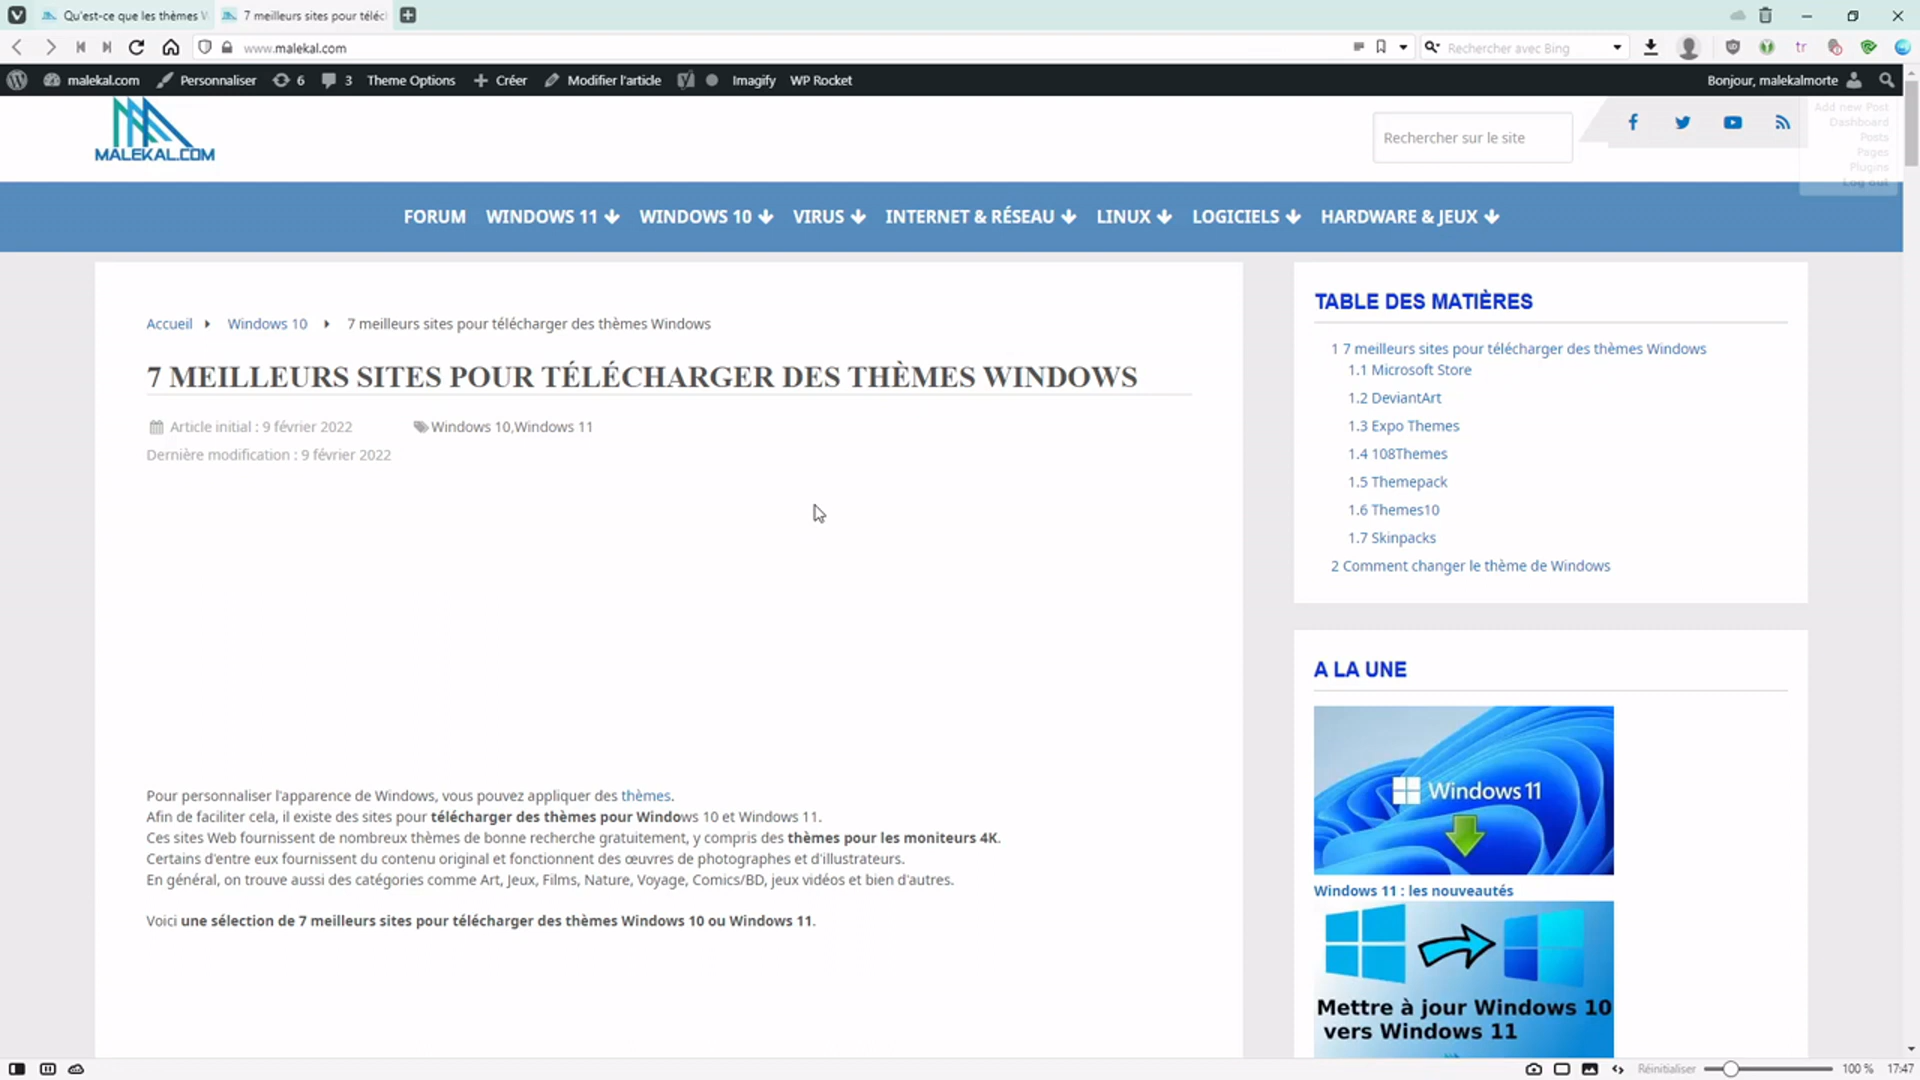 Qu'est-ce que les thèmes W
7 meilleurs sites pour téléc
www.malekal.com
Rechercher avec Bing
tr
malekal.com
Personnaliser
6
3
Theme Options
Créer
Modifier l'article
Imagify
WP Rocket
Bonjour, malekalmorte
MALEKAL.COM
Rechercher sur le site
Add new Post
Dashboard
Posts
Pages
Plugins
Log out
FORUM WINDOWS 11 WINDOWS 10 VIRUS INTERNET & RÉSEAU LINUX LOGICIELS HARDWARE & JEUX
Accueil Windows 10 7 meilleurs sites pour télécharger des thèmes Windows
7 MEILLEURS SITES POUR TÉLÉCHARGER DES THÈMES WINDOWS
Article initial : 9 février 2022
Windows 10,Windows 11
Dernière modification : 9 février 2022
Pour personnaliser l'apparence de Windows, vous pouvez appliquer des thèmes.
Afin de faciliter cela, il existe des sites pour télécharger des thèmes pour Windows 10 et Windows 11.
Ces sites Web fournissent de nombreux thèmes de bonne recherche gratuitement, y compris des thèmes pour les moniteurs 4K.
Certains d'entre eux fournissent du contenu original et fonctionnent des œuvres de photographes et d'illustrateurs.
En général, on trouve aussi des catégories comme Art, Jeux, Films, Nature, Voyage, Comics/BD, jeux vidéos et bien d'autres.
Voici une sélection de 7 meilleurs sites pour télécharger des thèmes Windows 10 ou Windows 11.
TABLE DES MATIÈRES
1 7 meilleurs sites pour télécharger des thèmes Windows
1.1 Microsoft Store
1.2 DeviantArt
1.3 Expo Themes
1.4 108Themes
1.5 Themepack
1.6 Themes10
1.7 Skinpacks
2 Comment changer le thème de Windows
A LA UNE
Windows 11
Windows 11 : les nouveautés
Mettre à jour Windows 10
vers Windows 11
Réinitialiser
100 %
17:47